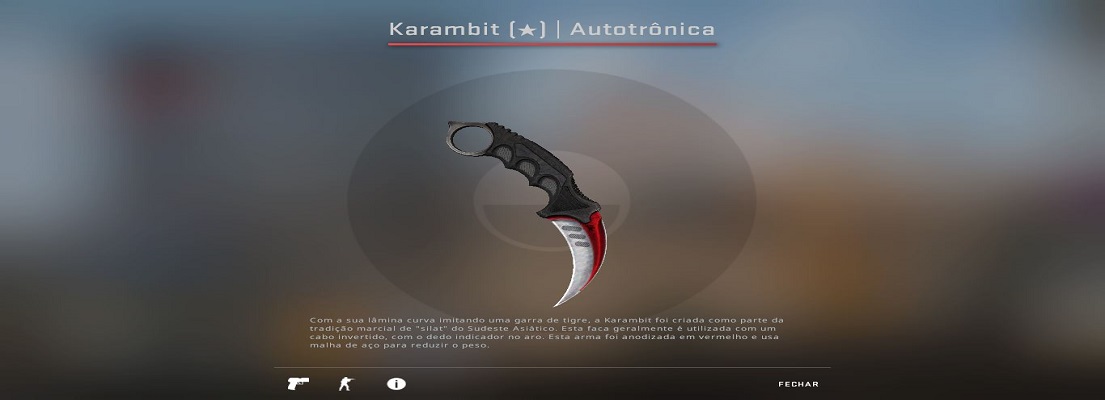 Karambit (★) | Autotrônica
Com a sua lâmina curva imitando uma garra de tigre, a Karambit foi criada como parte da
tradição marcial de "silat" do Sudeste Asiático. Esta faca geralmente é utilizada com um
cabo invertido, com o dedo indicador no aro. Esta arma foi anodizada em vermelho e usa
malha de aço para reduzir o peso.
FECHAR